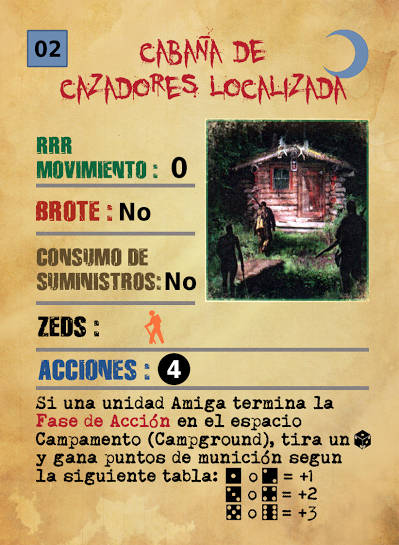 02
CABAÑA DE
CAZADORES LOCALIZADA
RRR
MOVIMIENTO : 0
BROTE : No
CONSUMO DE
SUMINISTROS: No
ZEDS :
ACCIONES : 4
Si una unidad Amiga termina la
Fase de Acción en el espacio
Campamento (Campground), tira un
y gana puntos de munición segun
la siguiente tabla: o = +1
o = +2
o = +3